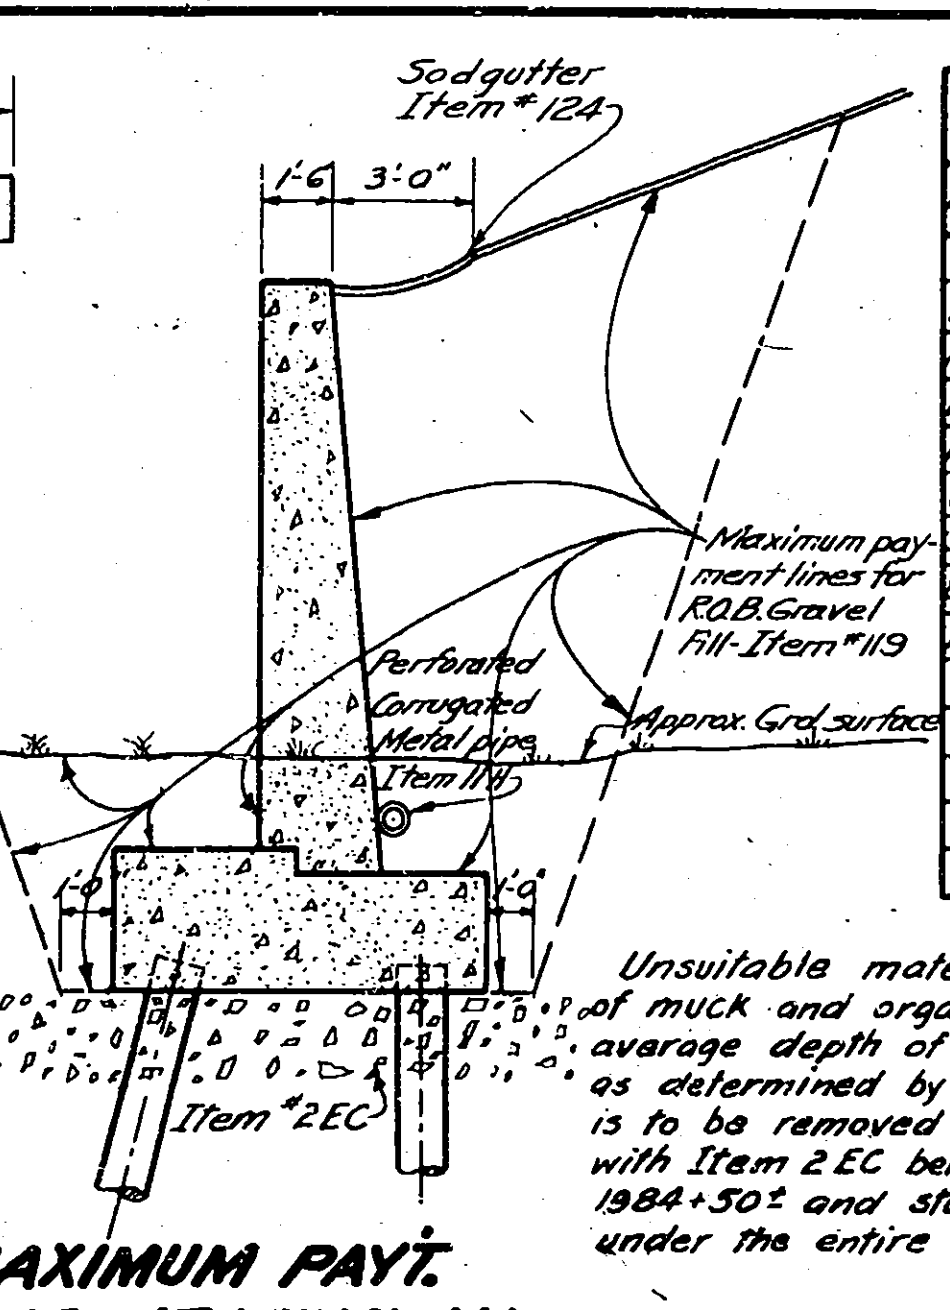 Sodgutter
Item #124
1'-6
3'-0"
Maximum pay-
ment lines for
R.O.B. Gravel
Fill-Item #119
Perforated
Corrugated
Metal pipe
Item 11H
Approx. Grd. surface
1'-0"
1'-0"
Item #2EC
Unsuitable mate
of muck and orga
average depth of
as determined by
is to be removed
with Item 2 EC be
1984+50± and st
under the entire
AXIMUM PAY'T.